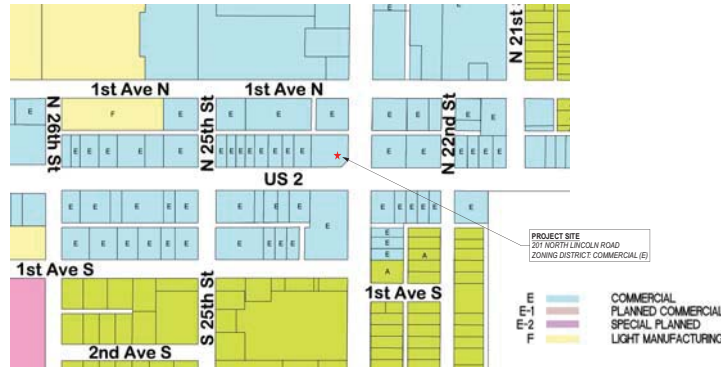 E
N 21st S
1st Ave N
1st Ave N
E
N 26th St
F
E
N 25th St
E
E
E
E
E
N 22nd St
E
E E E E E E
E E E E E E E E
E
E
E E E E
US 2
E E E E E
E E E E
E E E E E
E
E E E E E
E E E E
E
E
E
A
A
PROJECT SITE
201 NORTH LINCOLN ROAD
ZONING DISTRICT: COMMERCIAL (E)
1st Ave S
S 25th St
1st Ave S
2nd Ave S
E COMMERCIAL
E-1 PLANNED COMMERCIAL
E-2 SPECIAL PLANNED
F LIGHT MANUFACTURING